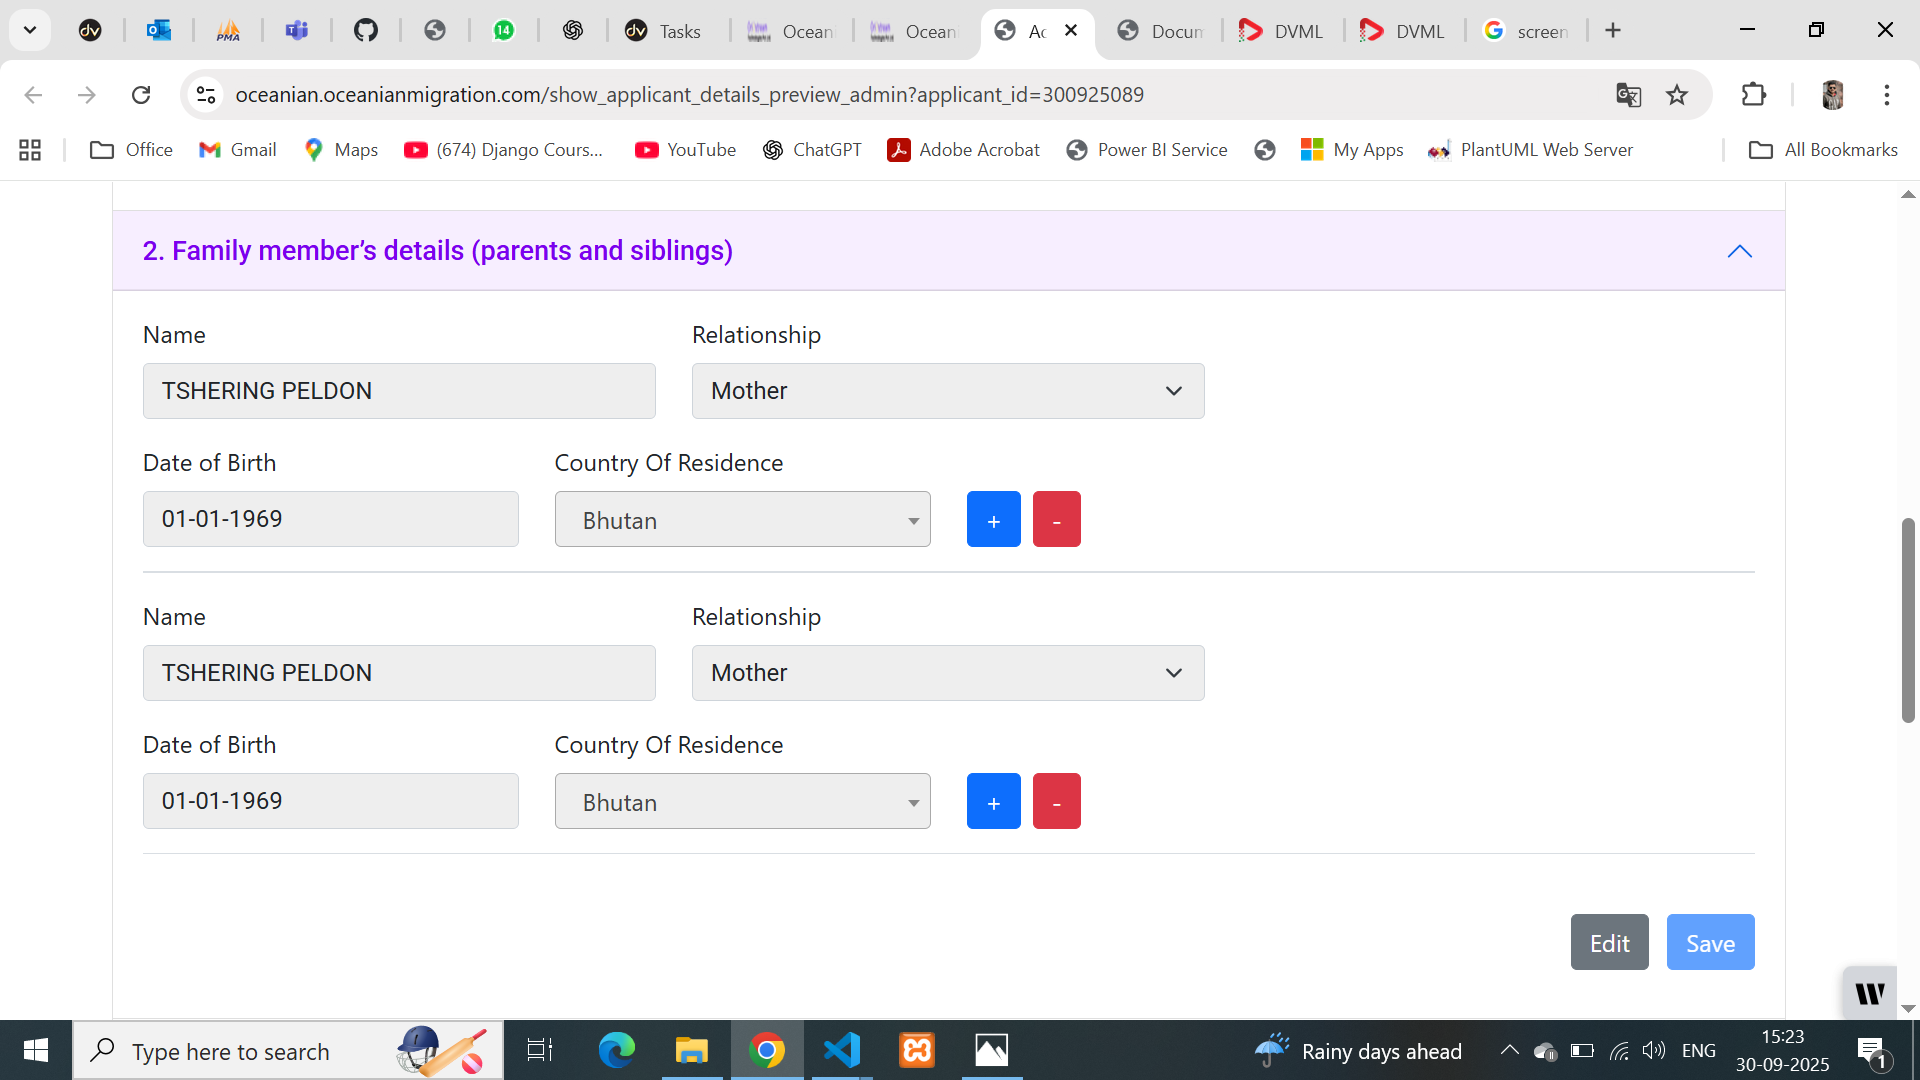 PMA
14
Tasks
Ocean
Ocean
Ac
Docum
DVML
DVML
screen
oceanian.oceanianmigration.com/show_applicant_details_preview_admin?applicant_id=300925089
Office
Gmail
Maps
(674) Django Cours...
YouTube
ChatGPT
Adobe Acrobat
Power BI Service
My Apps
PlantUML Web Server
All Bookmarks
2. Family member’s details (parents and siblings)
Name Relationship
TSHERING PELDON Mother
Date of Birth Country Of Residence
01-01-1969 Bhutan + -
Name Relationship
TSHERING PELDON Mother
Date of Birth Country Of Residence
01-01-1969 Bhutan + -
Edit Save
W
Type here to search
Rainy days ahead
ENG
15:23
30-09-2025
1